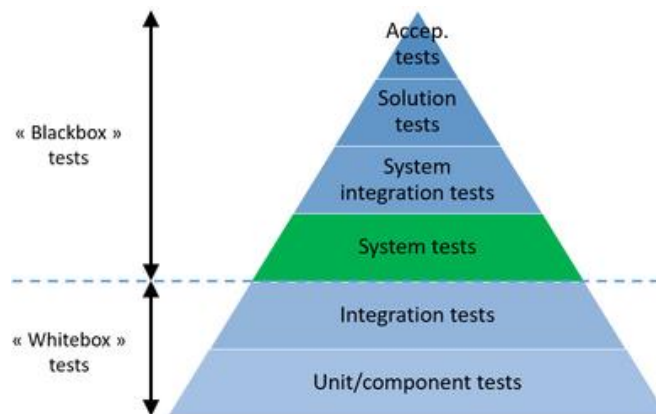 Accep.
tests
Solution
tests
« Blackbox »
tests
System
integration tests
System tests
Integration tests
« Whitebox »
tests
Unit/component tests